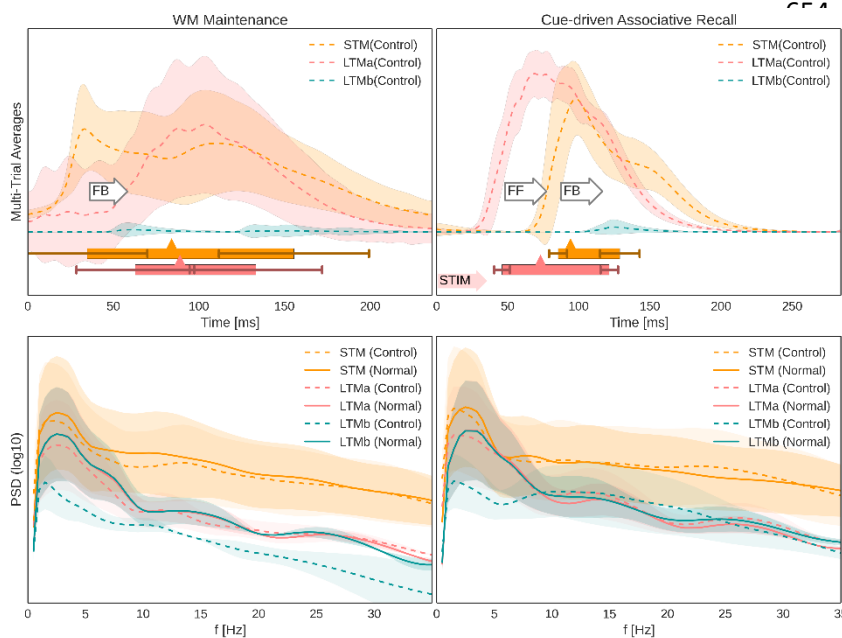 WM Maintenance
Cue-driven Associative Recall
STM(Control)
LTMa(Control)
LTMb(Control)
STM(Control)
LTMa(Control)
LTMb(Control)
Multi-Trial Averages
FB
FF
FB
STIM
0
50
100
150
200
0
50
100
150
200
250
Time [ms]
Time [ms]
STM (Control)
STM (Normal)
LTMa (Control)
LTMa (Normal)
LTMb (Control)
LTMb (Normal)
STM (Control)
STM (Normal)
LTMa (Control)
LTMa (Normal)
LTMb (Control)
LTMb (Normal)
PSD (log10)
0
5
10
15
20
25
30
0
5
10
15
20
25
30
35
f [Hz]
f [Hz]